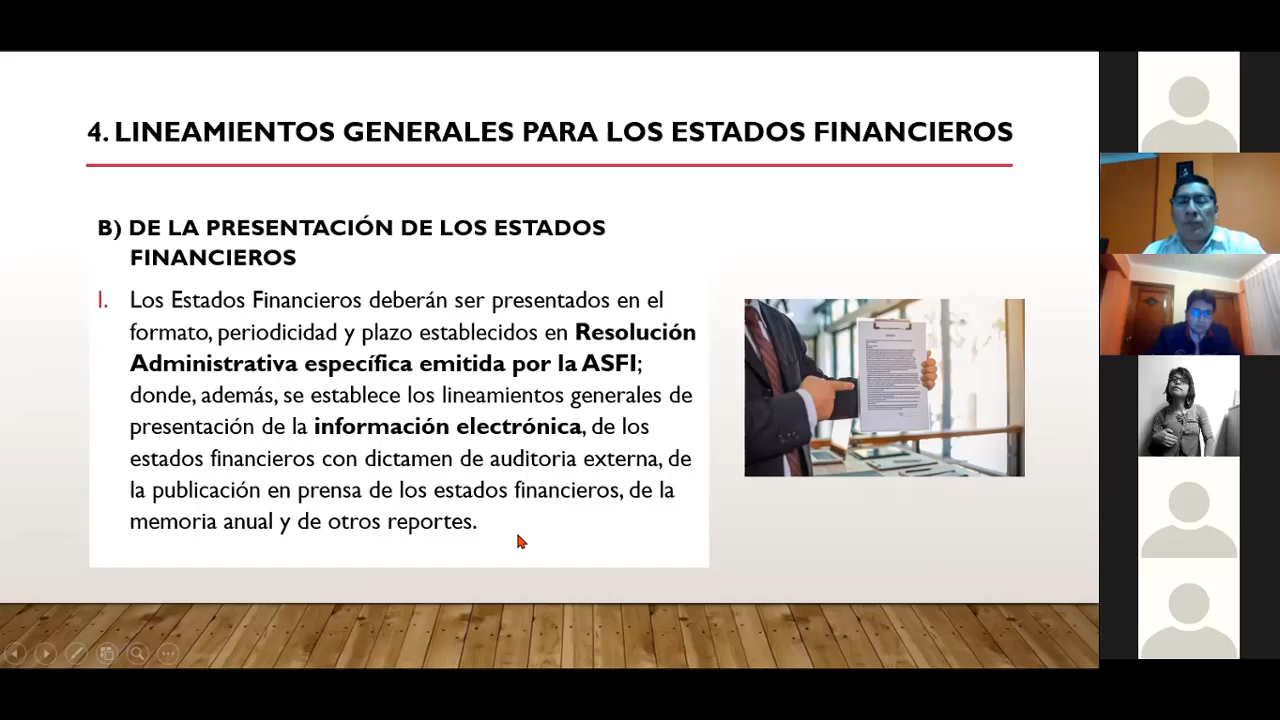 4. LINEAMIENTOS GENERALES PARA LOS ESTADOS FINANCIEROS
B) DE LA PRESENTACIÓN DE LOS ESTADOS
FINANCIEROS
I. Los Estados Financieros deberán ser presentados en el
formato, periodicidad y plazo establecidos en Resolución
Administrativa específica emitida por la ASFI;
donde, además, se establece los lineamientos generales de
presentación de la información electrónica, de los
estados financieros con dictamen de auditoria externa, de
la publicación en prensa de los estados financieros, de la
memoria anual y de otros reportes.